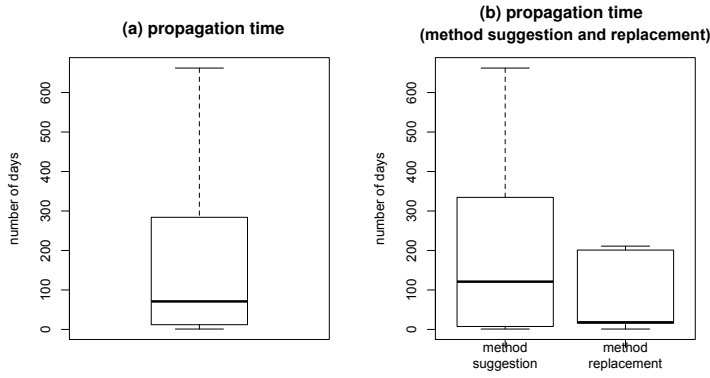 (a) propagation time
number of days
0
100
200
300
400
500
600
(b) propagation time
(method suggestion and replacement)
number of days
0
100
200
300
400
500
600
method
suggestion
method
replacement